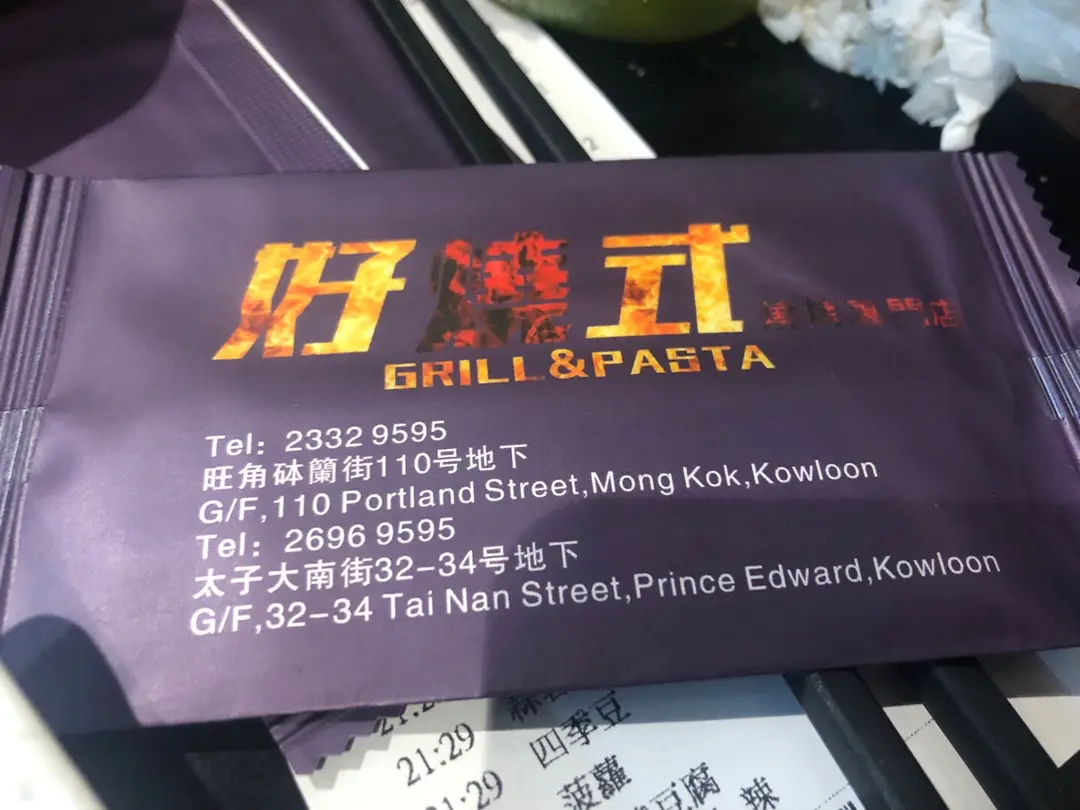 好燒式
GRILL&PASTA
Tel: 2332 9595
旺角砵蘭街110号地下
G/F,110 Portland Street,Mong Kok,Kowloon
Tel: 2696 9595
太子大南街32-34号地下
G/F,32-34 Tai Nan Street,Prince Edward,Kowloon
21:29
四季豆
21:29
菠蘿
豆腐
辣